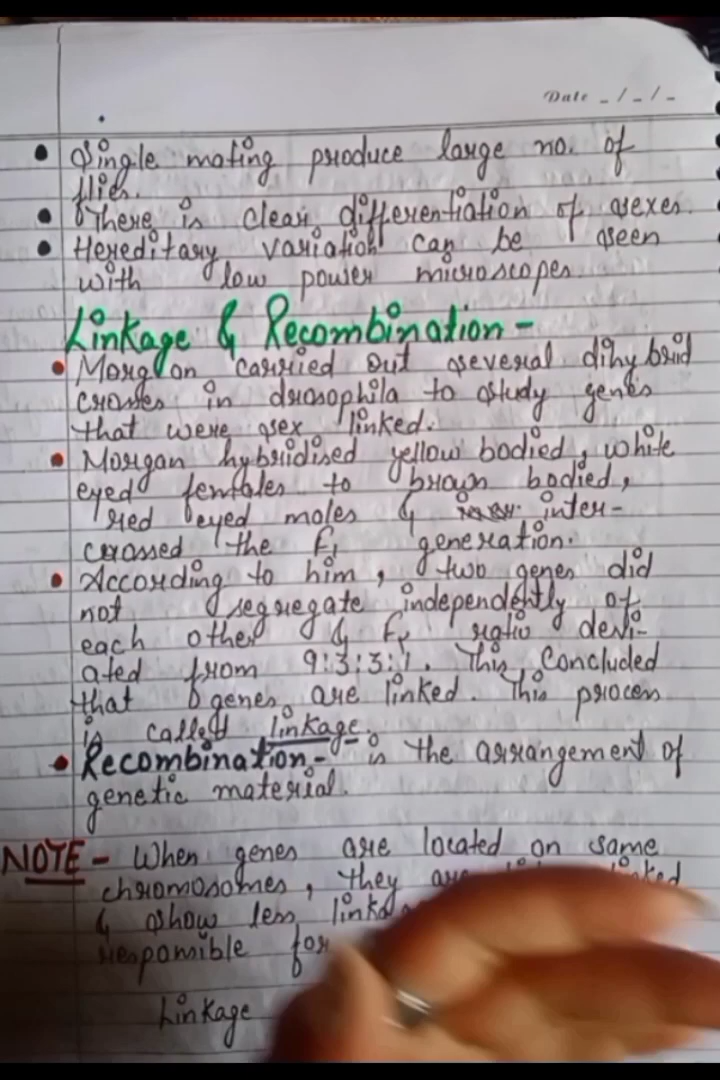 Date _/_/_
• Single mating produce large no. of
flies.
• There is clear differentiation of sexes.
• Hereditary variation can be seen
with low power microscopes
Linkage & Recombination -
• Morgan carried out several dihybrid
crosses in drosophila to study genes
that were sex linked.
• Morgan hybridised yellow bodied, white
eyed females to brown bodied,
red eyed males & inter-
crossed the F1 generation.
• According to him, two genes did
not segregate independently of
each other & F2 ratio devi-
ated from 9:3:3:1. This concluded
that genes are linked. This process
is called linkage.
• Recombination - is the arrangement of
genetic material.
NOTE - When genes are located on same
chromosomes, they are
& show less
responsible for
Linkage